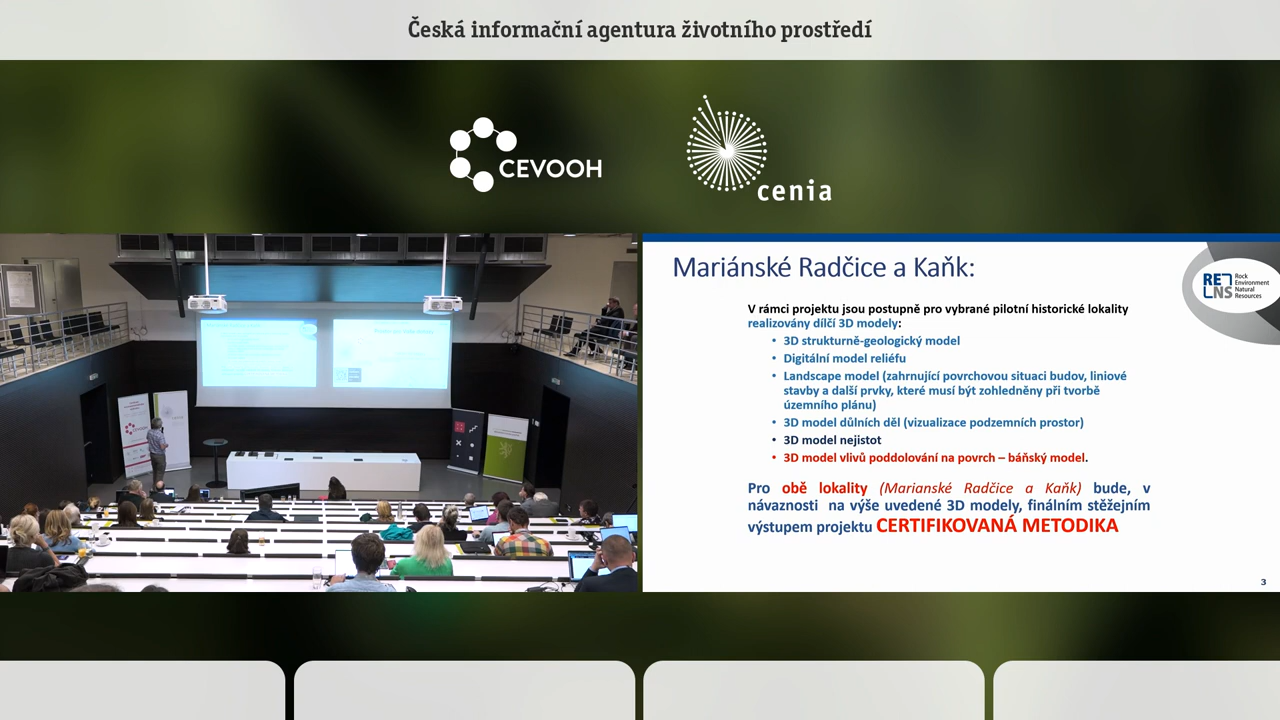 Česká informační agentura životního prostředí
CEVOOH
cenia
Mariánské Radčice a Kaňk:
RE
NS
Rock
Environment
Natural
Resources
V rámci projektu jsou postupně pro vybrané pilotní historické lokality
realizovány dílčí 3D modely:
• 3D strukturně-geologický model
• Digitální model reliéfu
• Landscape model (zahrnující povrchovou situaci budov, liniové
stavby a další prvky, které musí být zohledněny při tvorbě
územního plánu)
• 3D model důlních děl (vizualizace podzemních prostor)
• 3D model nejistot
• 3D model vlivů poddolování na povrch – báňský model.
Pro obě lokality (Marianské Radčice a Kaňk) bude, v
návaznosti na výše uvedené 3D modely, finálním stěžejním
výstupem projektu CERTIFIKOVANÁ METODIKA
3